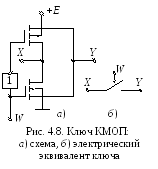 +E
X
Y
W
X
Y
1
W
а)
б)
Рис. 4.8. Ключ КМОП:
а) схема, б) электрический
эквивалент ключа